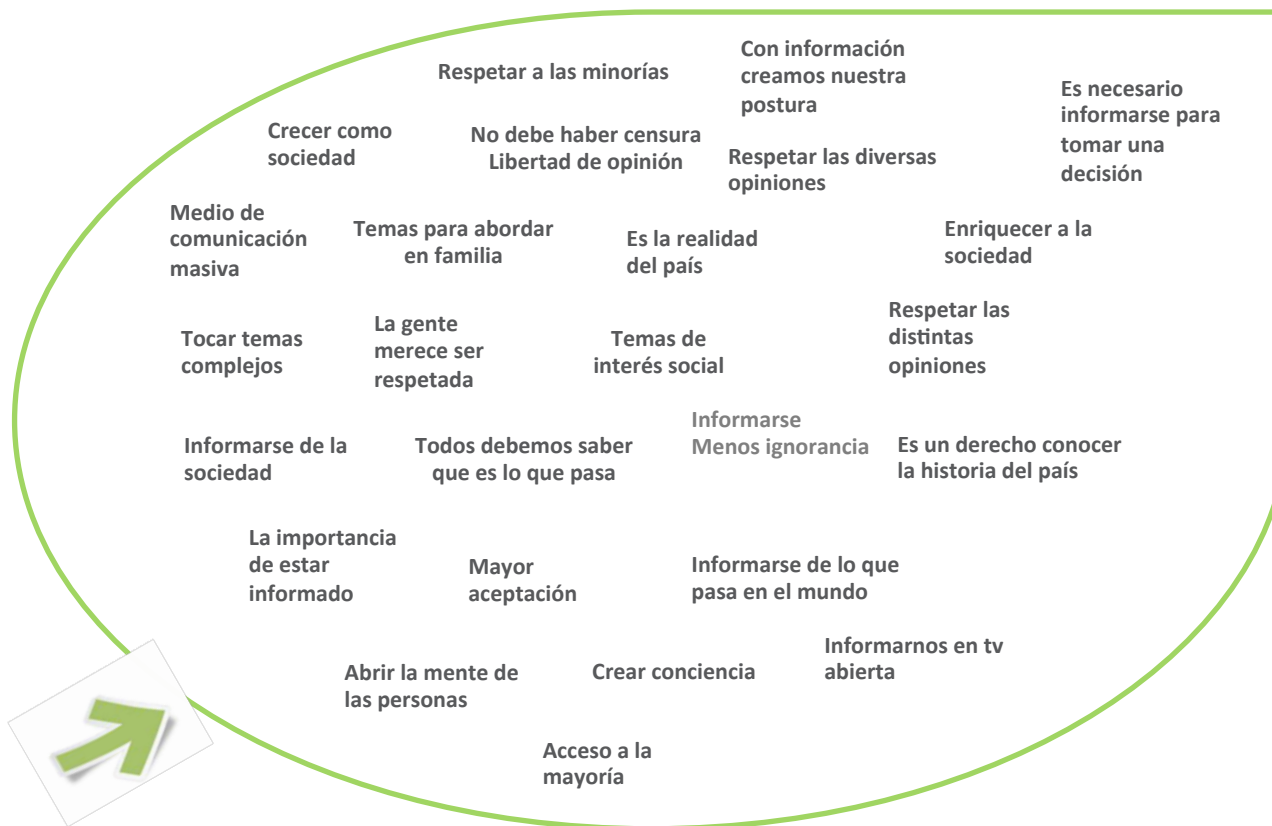 Respetar a las minorías
Con información
creamos nuestra
postura
Es necesario
informarse para
tomar una
decisión
Crecer como
sociedad
No debe haber censura
Libertad de opinión
Respetar las diversas
opiniones
Medio de
comunicación
masiva
Temas para abordar
en familia
Es la realidad
del país
Enriquecer a la
sociedad
Tocar temas
complejos
La gente
merece ser
respetada
Temas de
interés social
Respetar las
distintas
opiniones
Informarse de la
sociedad
Todos debemos saber
que es lo que pasa
Informarse
Menos ignorancia
Es un derecho conocer
la historia del país
La importancia
de estar
informado
Mayor
aceptación
Informarse de lo que
pasa en el mundo
Abrir la mente de
las personas
Crear conciencia
Informarnos en tv
abierta
Acceso a la
mayoría